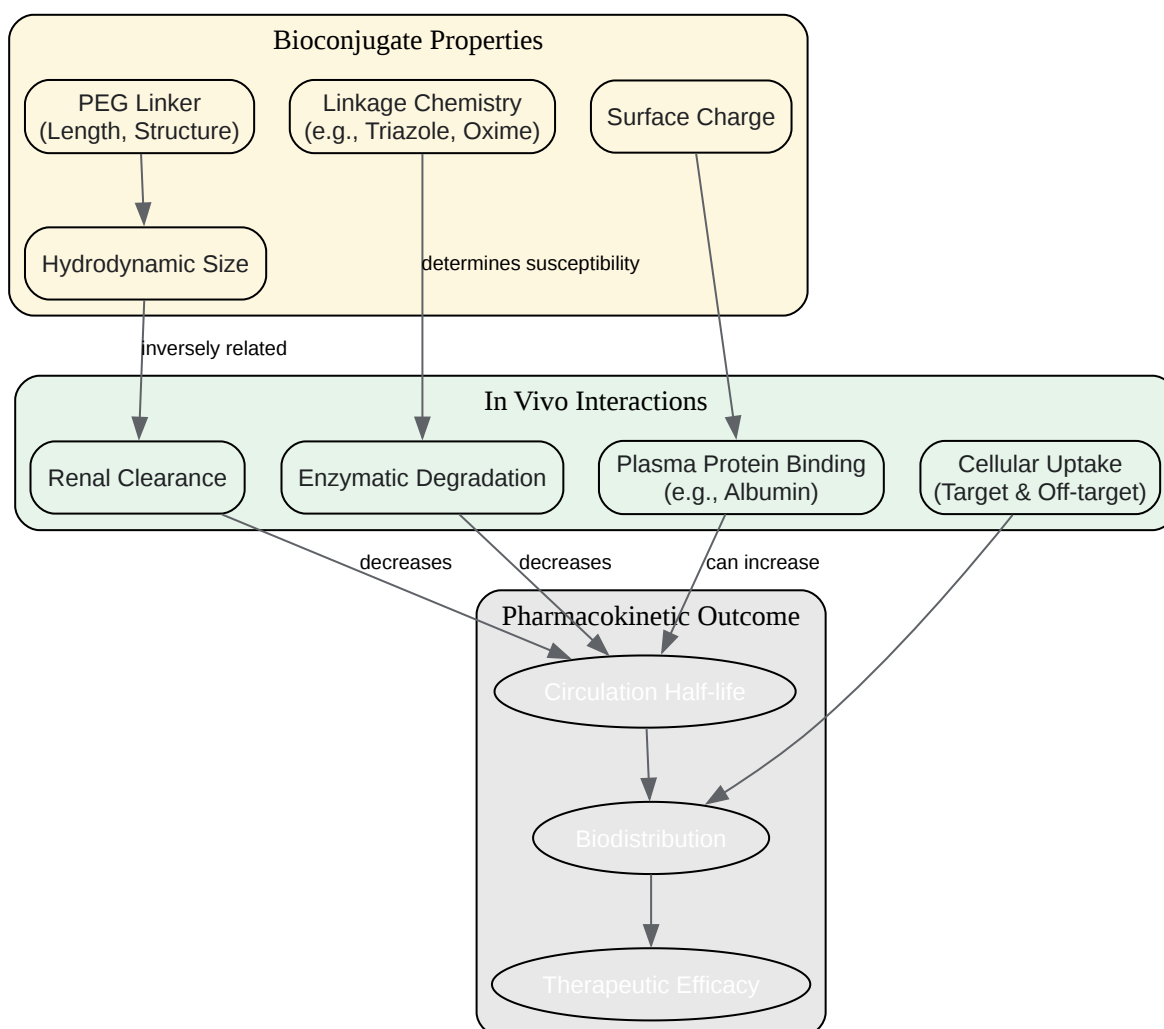 Bioconjugate Properties
PEG Linker
(Length, Structure)
Linkage Chemistry
(e.g., Triazole, Oxime)
Surface Charge
Hydrodynamic Size
determines susceptibility
inversely related
In Vivo Interactions
Renal Clearance
Enzymatic Degradation
Plasma Protein Binding
(e.g., Albumin)
Cellular Uptake
(Target & Off-target)
decreases
decreases
can increase
Pharmacokinetic Outcome
Circulation Half-life
Biodistribution
Therapeutic Efficacy